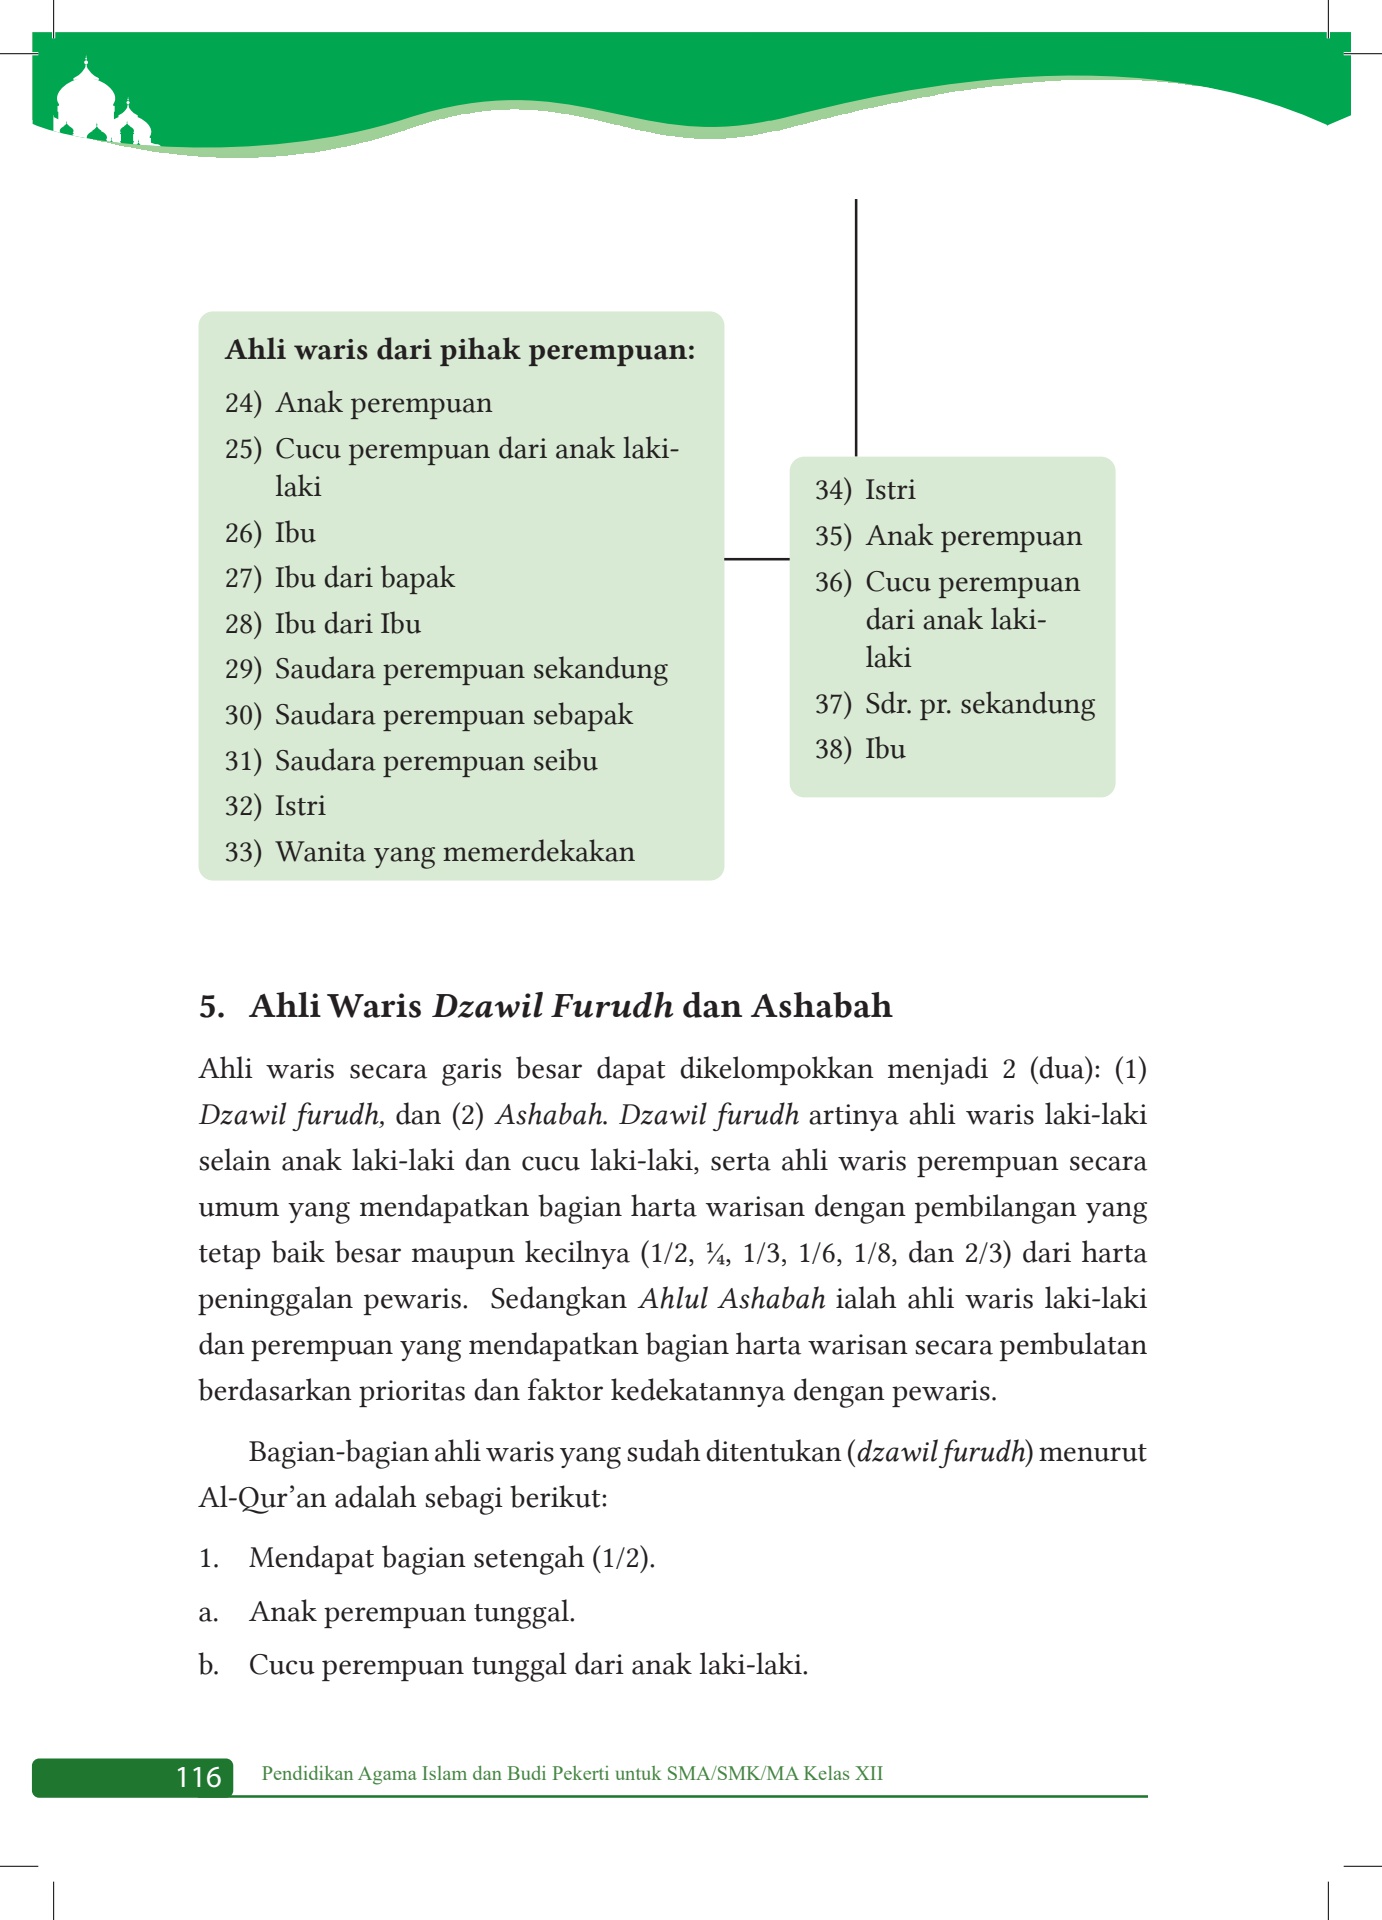 Ahli waris dari pihak perempuan:
24) Anak perempuan
25) Cucu perempuan dari anak laki-
laki
26) Ibu
27) Ibu dari bapak
28) Ibu dari Ibu
29) Saudara perempuan sekandung
30) Saudara perempuan sebapak
31) Saudara perempuan seibu
32) Istri
33) Wanita yang memerdekakan
34) Istri
35) Anak perempuan
36) Cucu perempuan
dari anak laki-
laki
37) Sdr. pr. sekandung
38) Ibu
5. Ahli Waris Dzawil Furudh dan Ashabah
Ahli waris secara garis besar dapat dikelompokkan menjadi 2 (dua): (1)
Dzawil furudh, dan (2) Ashabah. Dzawil furudh artinya ahli waris laki-laki
selain anak laki-laki dan cucu laki-laki, serta ahli waris perempuan secara
umum yang mendapatkan bagian harta warisan dengan pembilangan yang
tetap baik besar maupun kecilnya (1/2, ¼, 1/3, 1/6, 1/8, dan 2/3) dari harta
peninggalan pewaris. Sedangkan Ahlul Ashabah ialah ahli waris laki-laki
dan perempuan yang mendapatkan bagian harta warisan secara pembulatan
berdasarkan prioritas dan faktor kedekatannya dengan pewaris.
Bagian-bagian ahli waris yang sudah ditentukan (dzawil furudh) menurut
Al-Qur’an adalah sebagi berikut:
1. Mendapat bagian setengah (1/2).
a. Anak perempuan tunggal.
b. Cucu perempuan tunggal dari anak laki-laki.
116 Pendidikan Agama Islam dan Budi Pekerti untuk SMA/SMK/MA Kelas XII